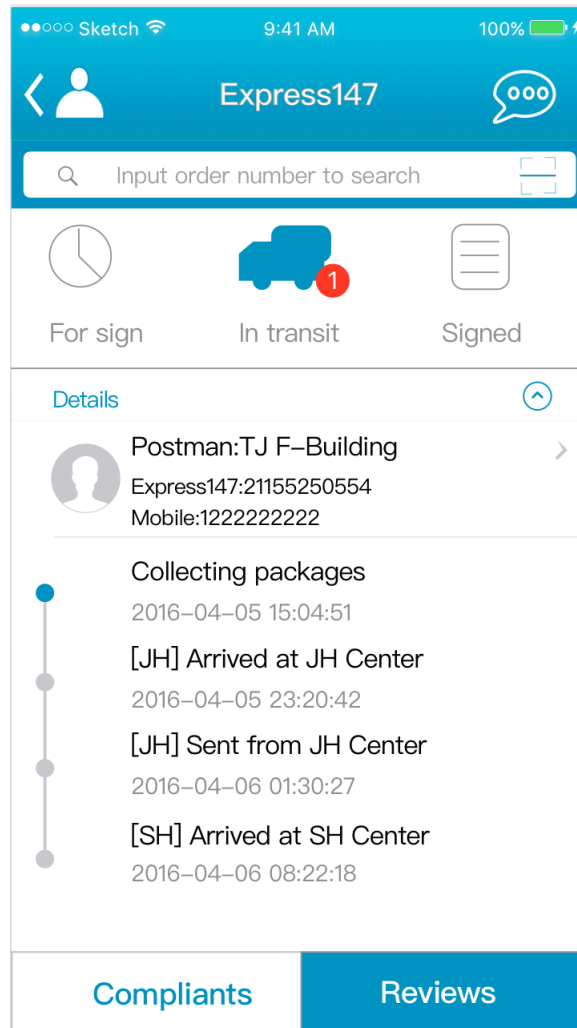 Sketch 9:41 AM 100%
Express147
Input order number to search
1
For sign In transit Signed
Details
Postman:TJ F–Building
Express147:21155250554
Mobile:1222222222
Collecting packages
2016–04–05 15:04:51
[JH] Arrived at JH Center
2016–04–05 23:20:42
[JH] Sent from JH Center
2016–04–06 01:30:27
[SH] Arrived at SH Center
2016–04–06 08:22:18
Compliants Reviews